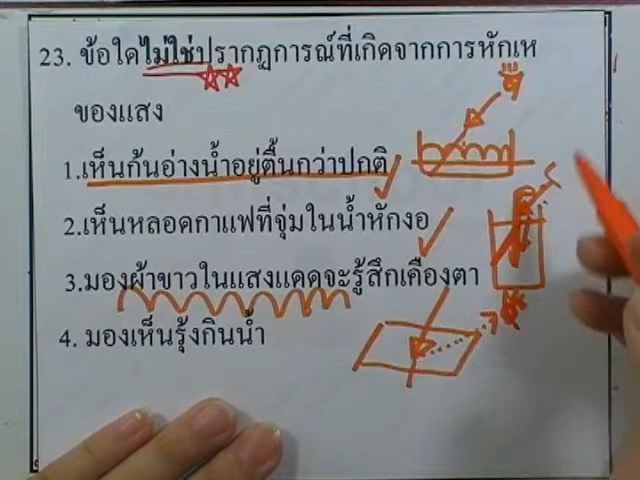 23. ข้อใดไม่ใช่ปรากฏการณ์ที่เกิดจากการหักเห
ของแสง
1.เห็นก้นอ่างน้ำอยู่ตื้นกว่าปกติ
2.เห็นหลอดกาแฟที่จุ่มในน้ำหักงอ
3.มองผ้าขาวในแสงแดดจะรู้สึกเคืองตา
4. มองเห็นรุ้งกินน้ำ